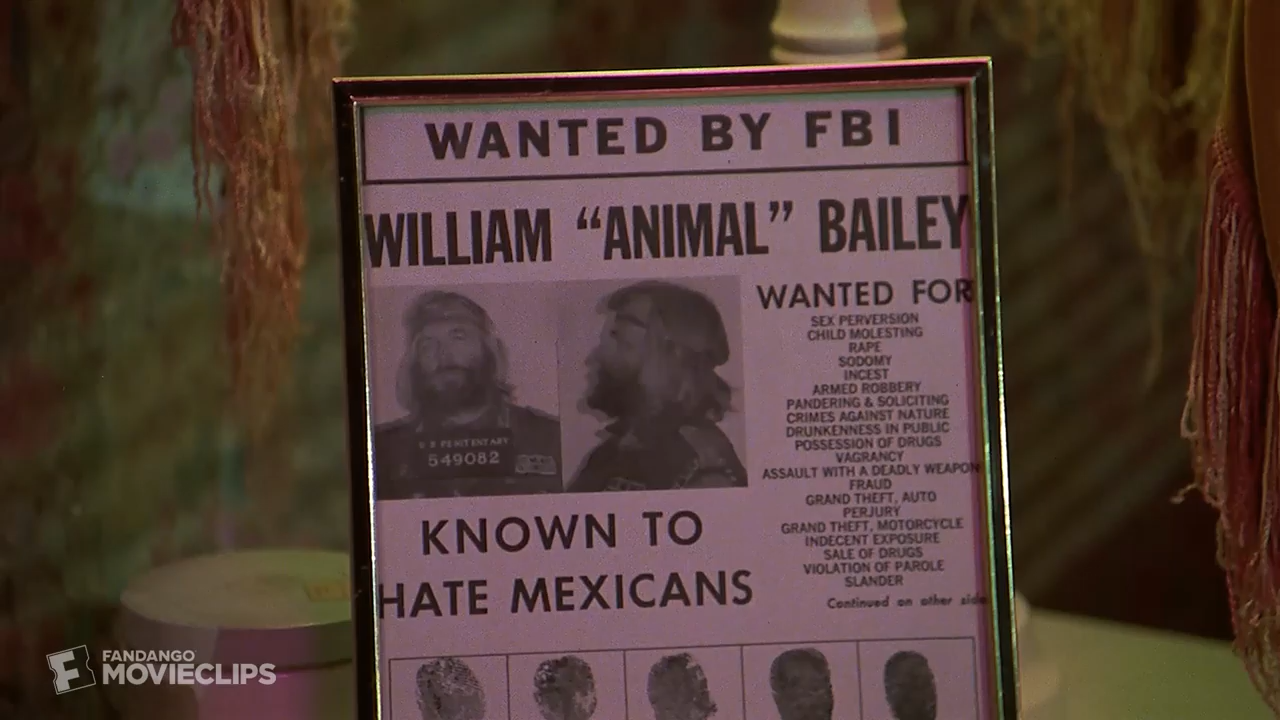 WANTED BY FBI
WILLIAM “ANIMAL” BAILEY
WANTED FOR
SEX PERVERSION
CHILD MOLESTING
RAPE
SODOMY
INCEST
ARMED ROBBERY
PANDERING & SOLICITING
CRIMES AGAINST NATURE
DRUNKENNESS IN PUBLIC
POSSESSION OF DRUGS
VAGRANCY
ASSAULT WITH A DEADLY WEAPON
FRAUD
GRAND THEFT, AUTO
PERJURY
GRAND THEFT, MOTORCYCLE
INDECENT EXPOSURE
SALE OF DRUGS
VIOLATION OF PAROLE
SLANDER
Continued on other side
U S PENITENTARY
549082
KNOWN TO
HATE MEXICANS
FANDANGO
MOVIECLIPS